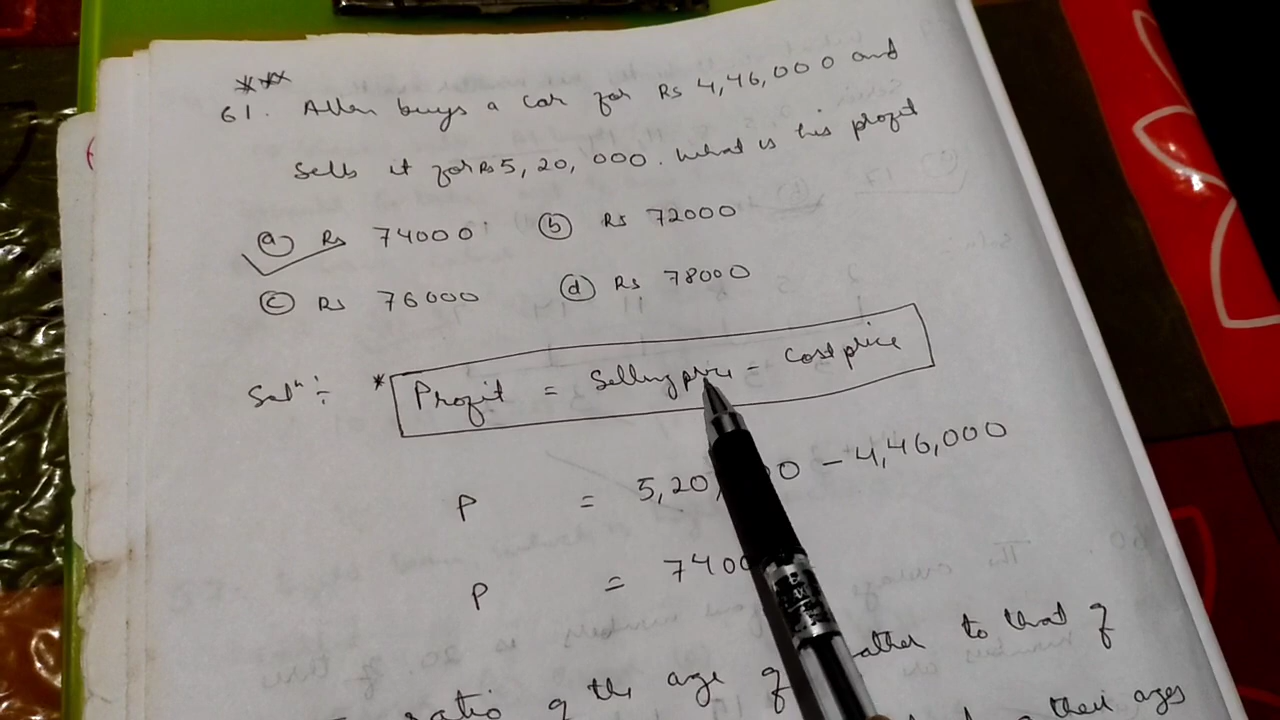 ***
61. Allen buys a car for Rs 4,46,000 and
Sells it for Rs 5, 20, 000. What is his profit
(a) Rs 74000 (b) Rs 72000
(c) Rs 76000 (d) Rs 78000
Solⁿ : * Profit = Selling price - Cost price
P = 5,20, 0 - 4,46,000
P = 740
ratio of the age of ather to that of
their ages